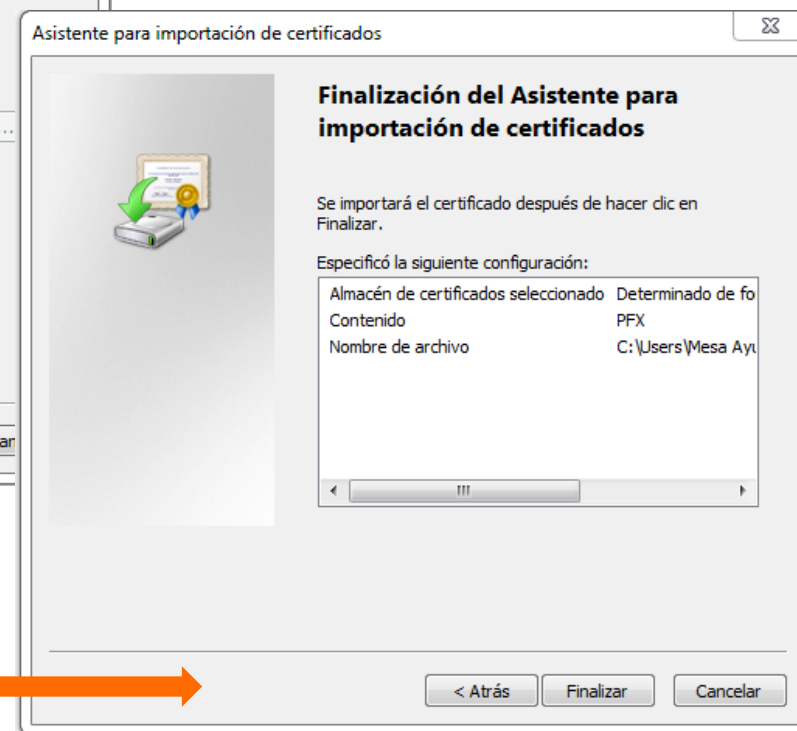 Asistente para importación de certificados
Finalización del Asistente para
importación de certificados
Se importará el certificado después de hacer clic en
Finalizar.
Especificó la siguiente configuración:
Almacén de certificados seleccionado Determinado de fo
Contenido PFX
Nombre de archivo C:\Users\Mesa Ayu
< Atrás Finalizar Cancelar